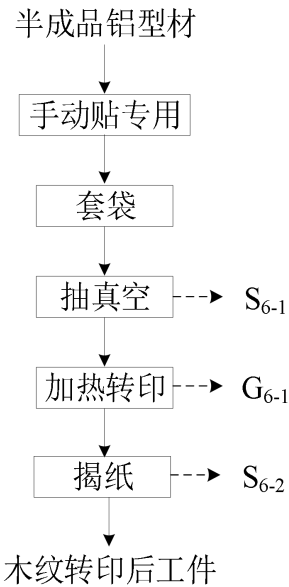 半成品铝型材
手动贴专用
套袋
抽真空
S6-1
加热转印
G6-1
揭纸
S6-2
木纹转印后工件